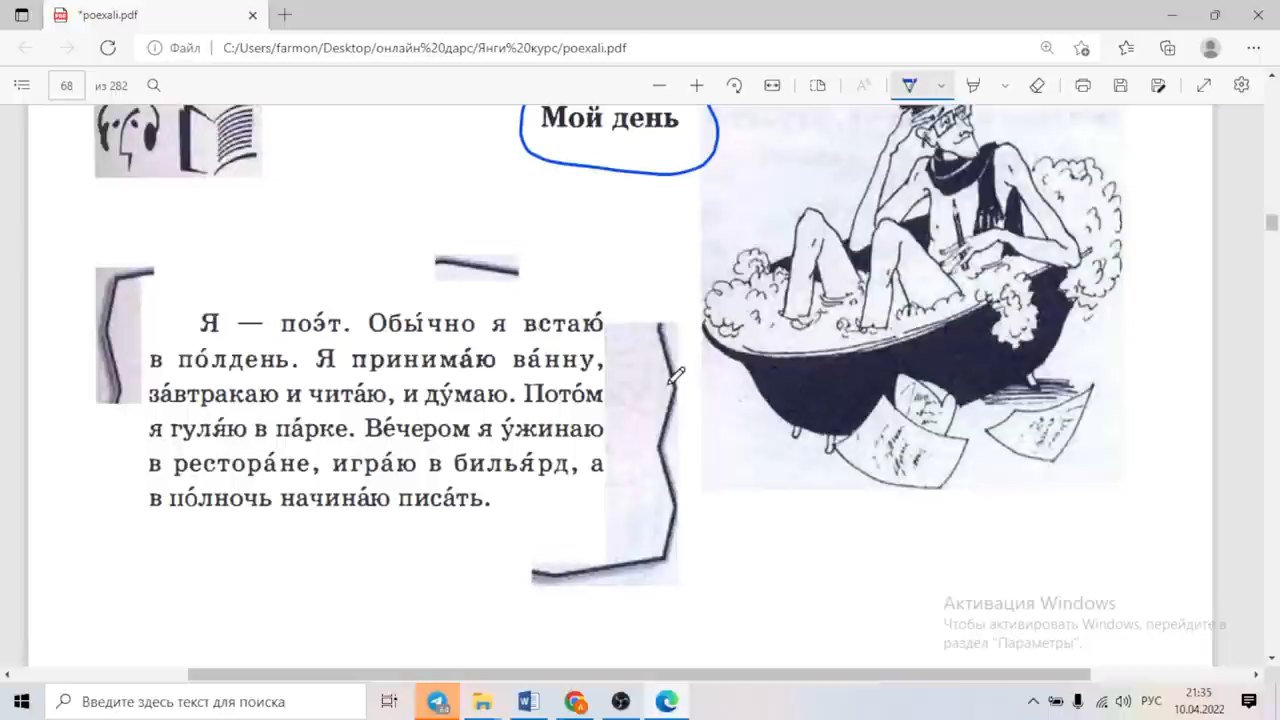 *poexali.pdf
Файл
C:/Users/farmon/Desktop/онлайн%20дарс/Янги%20курс/poexali.pdf
68 из 282
Мой день
Я — поэ́т. Обы́чно я встаю́
в по́лдень. Я принима́ю ва́нну,
за́втракаю и чита́ю, и ду́маю. Пото́м
я гуля́ю в па́рке. Ве́чером я у́жинаю
в рестора́не, игра́ю в билья́рд, а
в по́лночь начина́ю писа́ть.
Активация Windows
Чтобы активировать Windows, перейдите в
раздел "Параметры".
Введите здесь текст для поиска
РУС
21:35
10.04.2022